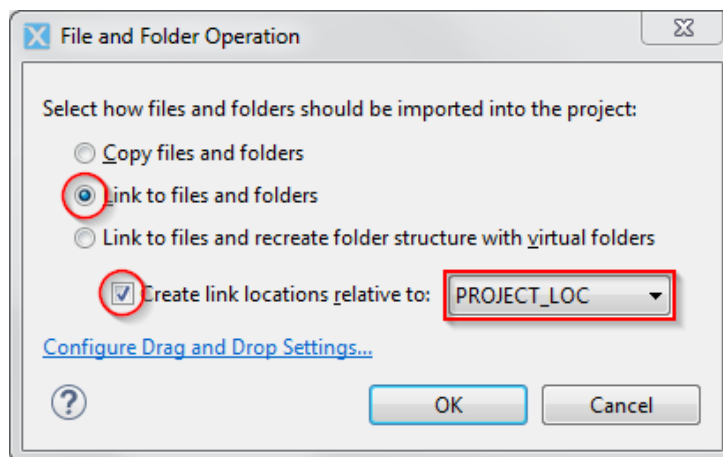 File and Folder Operation
Select how files and folders should be imported into the project:
Copy files and folders
Link to files and folders
Link to files and recreate folder structure with virtual folders
Create link locations relative to: PROJECT_LOC
Configure Drag and Drop Settings...
? OK Cancel